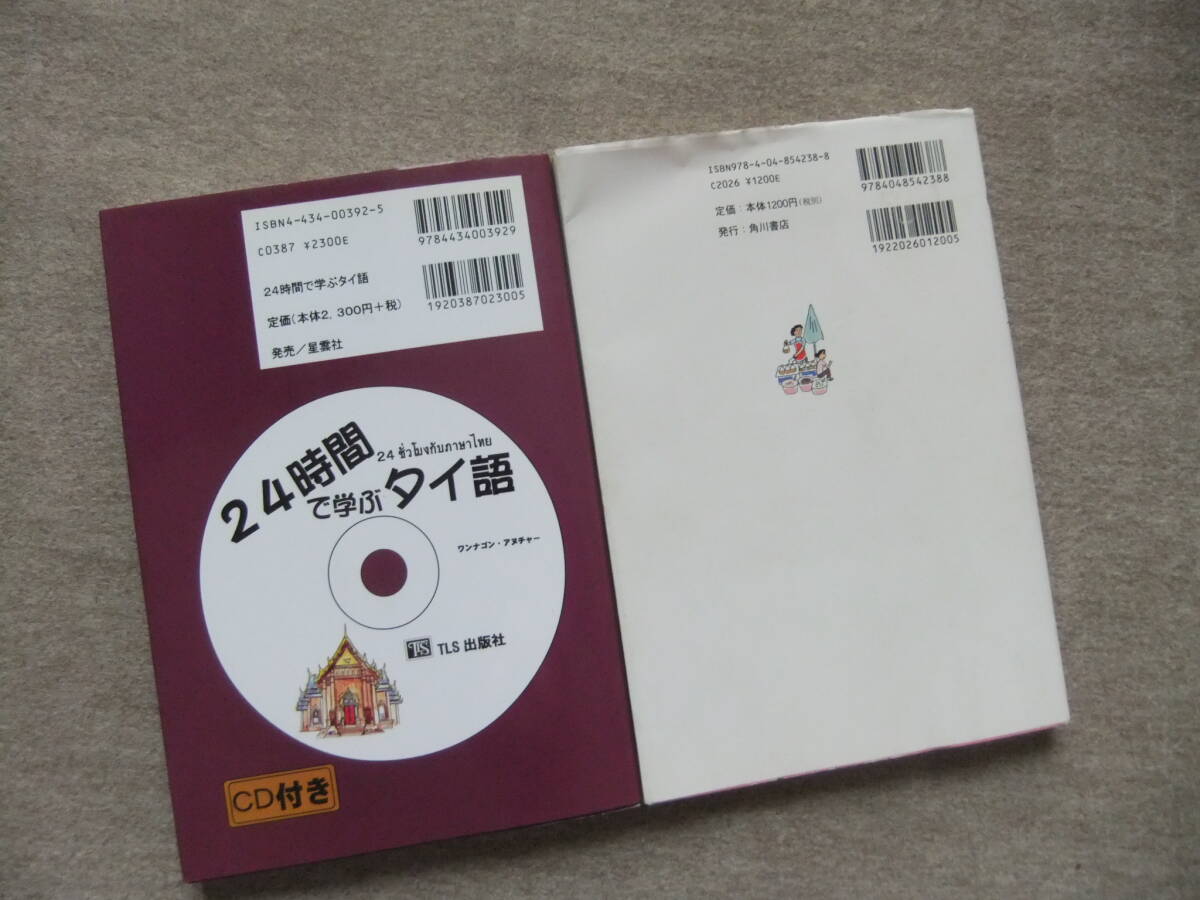 ISBN4-434-00392-5
C0387 ¥2300E
9784434003929
24時間で学ぶタイ語
定価(本体2,300円+税)
1920387023005
発売/星雲社
24時間
24 ชั่วโมงกับภาษาไทย
で学ぶ タイ語
ワンナゴン・アヌチャー
TLS TLS 出版社
CD付き
ISBN978-4-04-854238-8
C2026 ¥1200E
9784048542388
定価:本体1200円(税別)
発行:角川書店
1922026012005